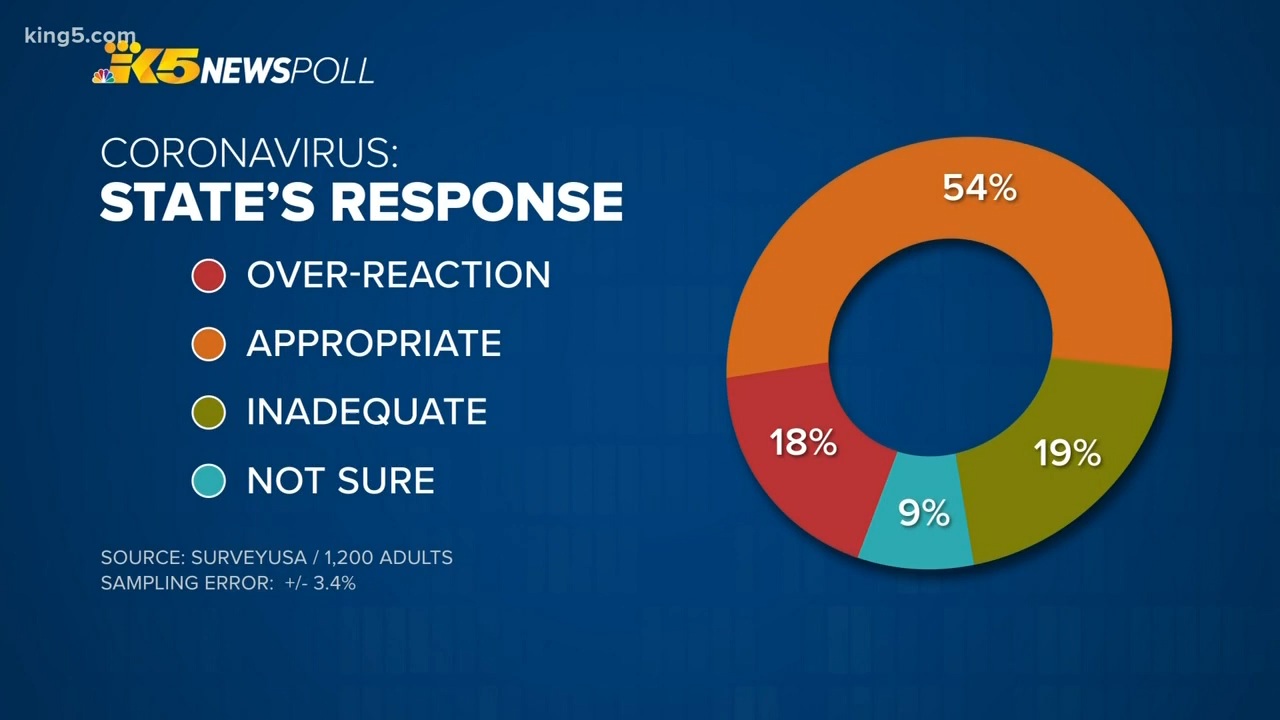 king5.com
K5 NEWSPOLL
CORONAVIRUS:
STATE'S RESPONSE
OVER-REACTION
APPROPRIATE
INADEQUATE
NOT SURE
SOURCE: SURVEYUSA / 1,200 ADULTS
SAMPLING ERROR: +/- 3.4%
54%
18%
19%
9%